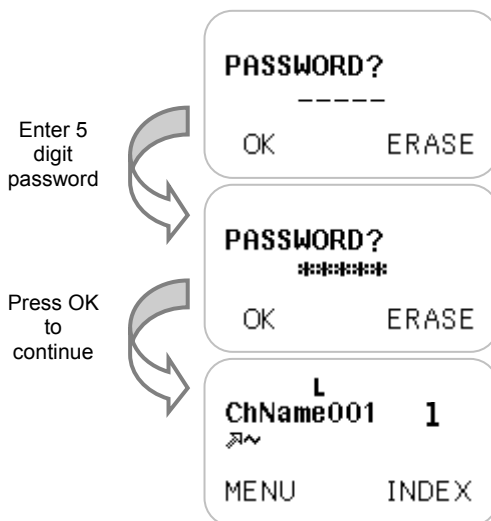 PASSWORD?
_ _ _ _ _
OK ERASE
Enter 5
digit
password
PASSWORD?
*****
OK ERASE
Press OK
to
continue
L
ChName001 1
MENU INDEX